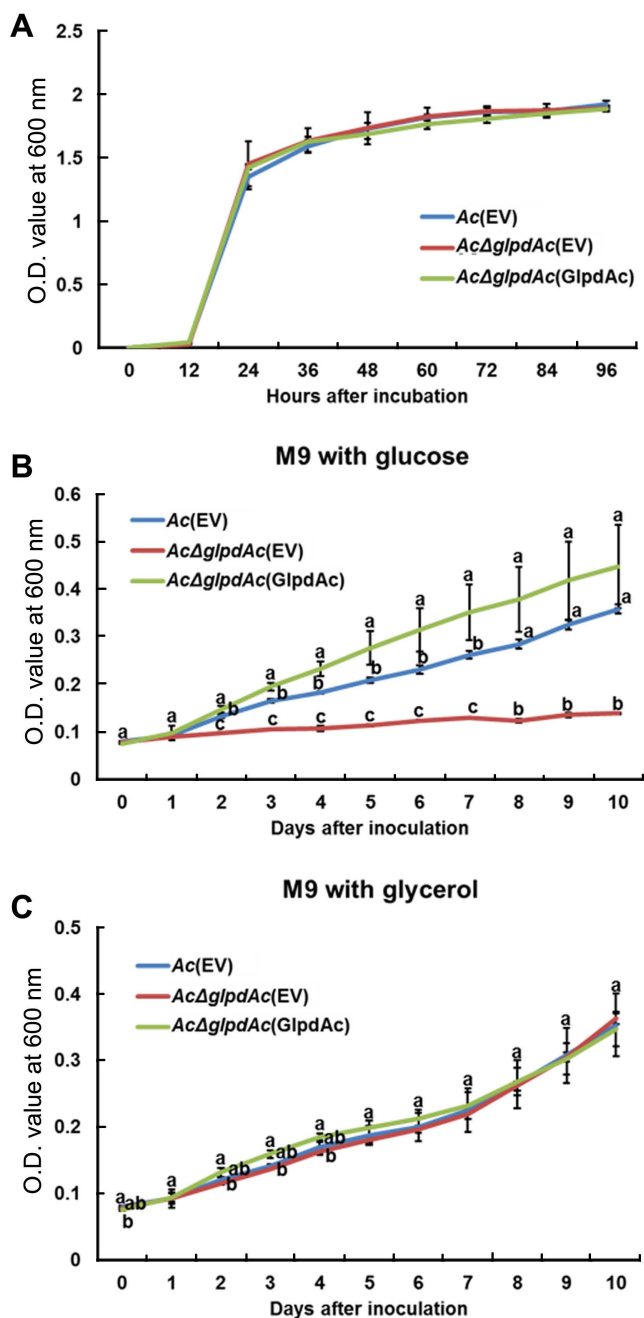 A
2.5
2
1.5
1
0.5
0
O.D. value at 600 nm
Ac(EV)
AcΔglpdAc(EV)
AcΔglpdAc(GlpdAc)
0 12 24 36 48 60 72 84 96
Hours after incubation
B
M9 with glucose
0.6
0.5
0.4
0.3
0.2
0.1
0
O.D. value at 600 nm
Ac(EV)
AcΔglpdAc(EV)
AcΔglpdAc(GlpdAc)
a a a a a a a a a a a
b b b b b b a a a
c c c c c c b b b
0 1 2 3 4 5 6 7 8 9 10
Days after inoculation
C
M9 with glycerol
0.5
0.4
0.3
0.2
0.1
0
O.D. value at 600 nm
Ac(EV)
AcΔglpdAc(EV)
AcΔglpdAc(GlpdAc)
a a a a a a a a a a a
ab ab ab ab
b b b b
0 1 2 3 4 5 6 7 8 9 10
Days after inoculation